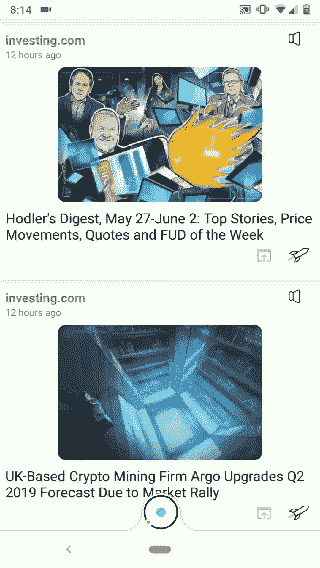 8:14
investing.com
12 hours ago
Hodler's Digest, May 27-June 2: Top Stories, Price
Movements, Quotes and FUD of the Week
investing.com
12 hours ago
UK-Based Crypto Mining Firm Argo Upgrades Q2
2019 Forecast Due to Market Rally